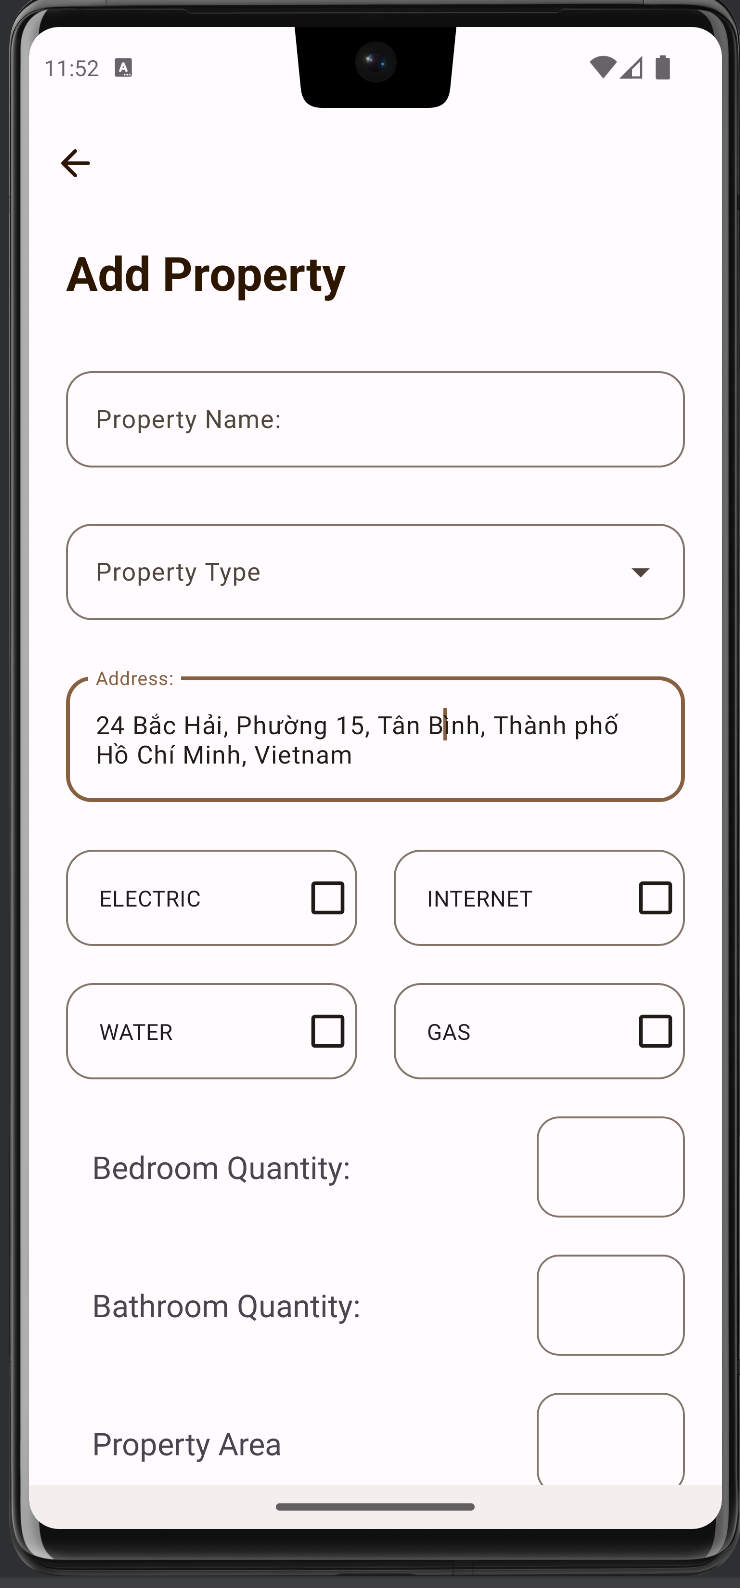 11:52 A
Add Property
Property Name:
Property Type
Address:
24 Bắc Hải, Phường 15, Tân Bình, Thành phố
Hồ Chí Minh, Vietnam
ELECTRIC
INTERNET
WATER
GAS
Bedroom Quantity:
Bathroom Quantity:
Property Area